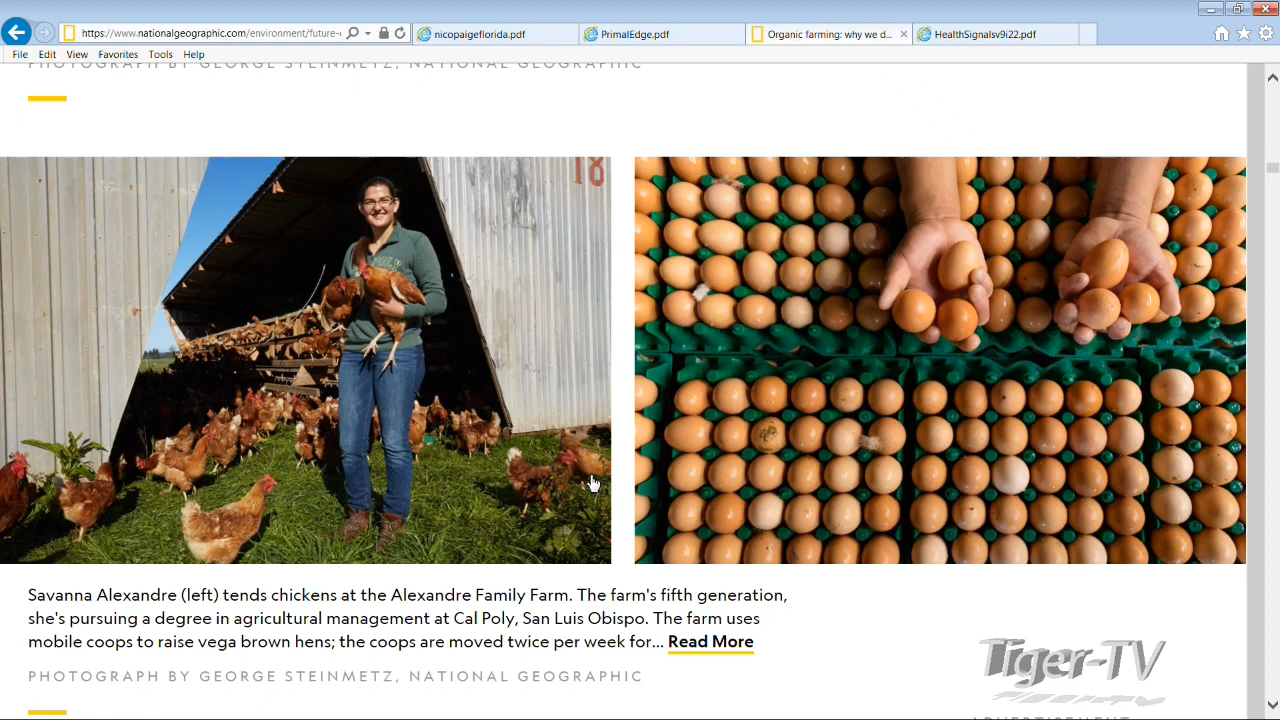 https://www.nationalgeographic.com/environment/future-
nicopaigeflorida.pdf
PrimalEdge.pdf
Organic farming: why we d...
HealthSignalsv9i22.pdf
File Edit View Favorites Tools Help
PHOTOGRAPH BY GEORGE STEINMETZ, NATIONAL GEOGRAPHIC
18
Savanna Alexandre (left) tends chickens at the Alexandre Family Farm. The farm's fifth generation,
she's pursuing a degree in agricultural management at Cal Poly, San Luis Obispo. The farm uses
mobile coops to raise vega brown hens; the coops are moved twice per week for... Read More
PHOTOGRAPH BY GEORGE STEINMETZ, NATIONAL GEOGRAPHIC
Tiger-TV
ADVERTISEMENT